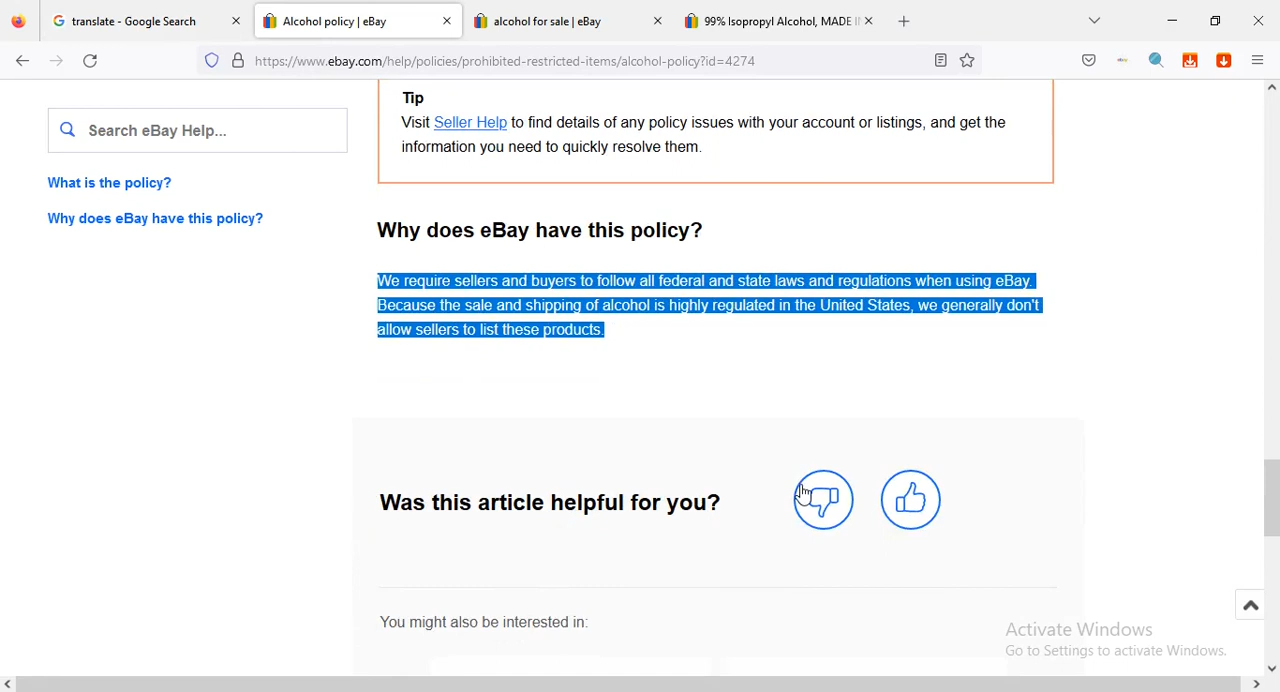 translate - Google Search
Alcohol policy | eBay
alcohol for sale | eBay
99% Isopropyl Alcohol, MADE I
https://www.ebay.com/help/policies/prohibited-restricted-items/alcohol-policy?id=4274
Search eBay Help...
What is the policy?
Why does eBay have this policy?
Tip
Visit Seller Help to find details of any policy issues with your account or listings, and get the
information you need to quickly resolve them.
Why does eBay have this policy?
We require sellers and buyers to follow all federal and state laws and regulations when using eBay.
Because the sale and shipping of alcohol is highly regulated in the United States, we generally don't
allow sellers to list these products.
Was this article helpful for you?
You might also be interested in:
Activate Windows
Go to Settings to activate Windows.